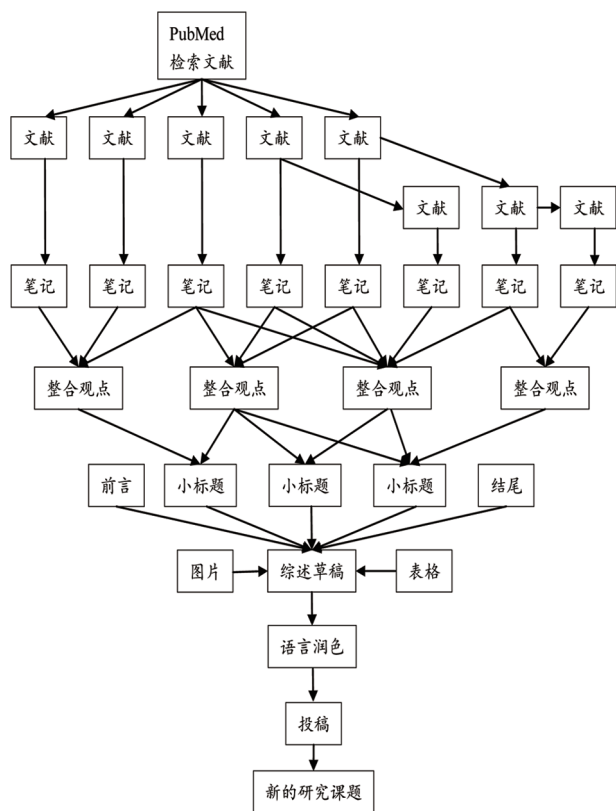 PubMed
检索文献
文献
文献
文献
文献
文献
文献
文献
文献
笔记
笔记
笔记
笔记
笔记
笔记
笔记
笔记
整合观点
整合观点
整合观点
整合观点
前言
小标题
小标题
小标题
结尾
图片
综述草稿
表格
语言润色
投稿
新的研究课题